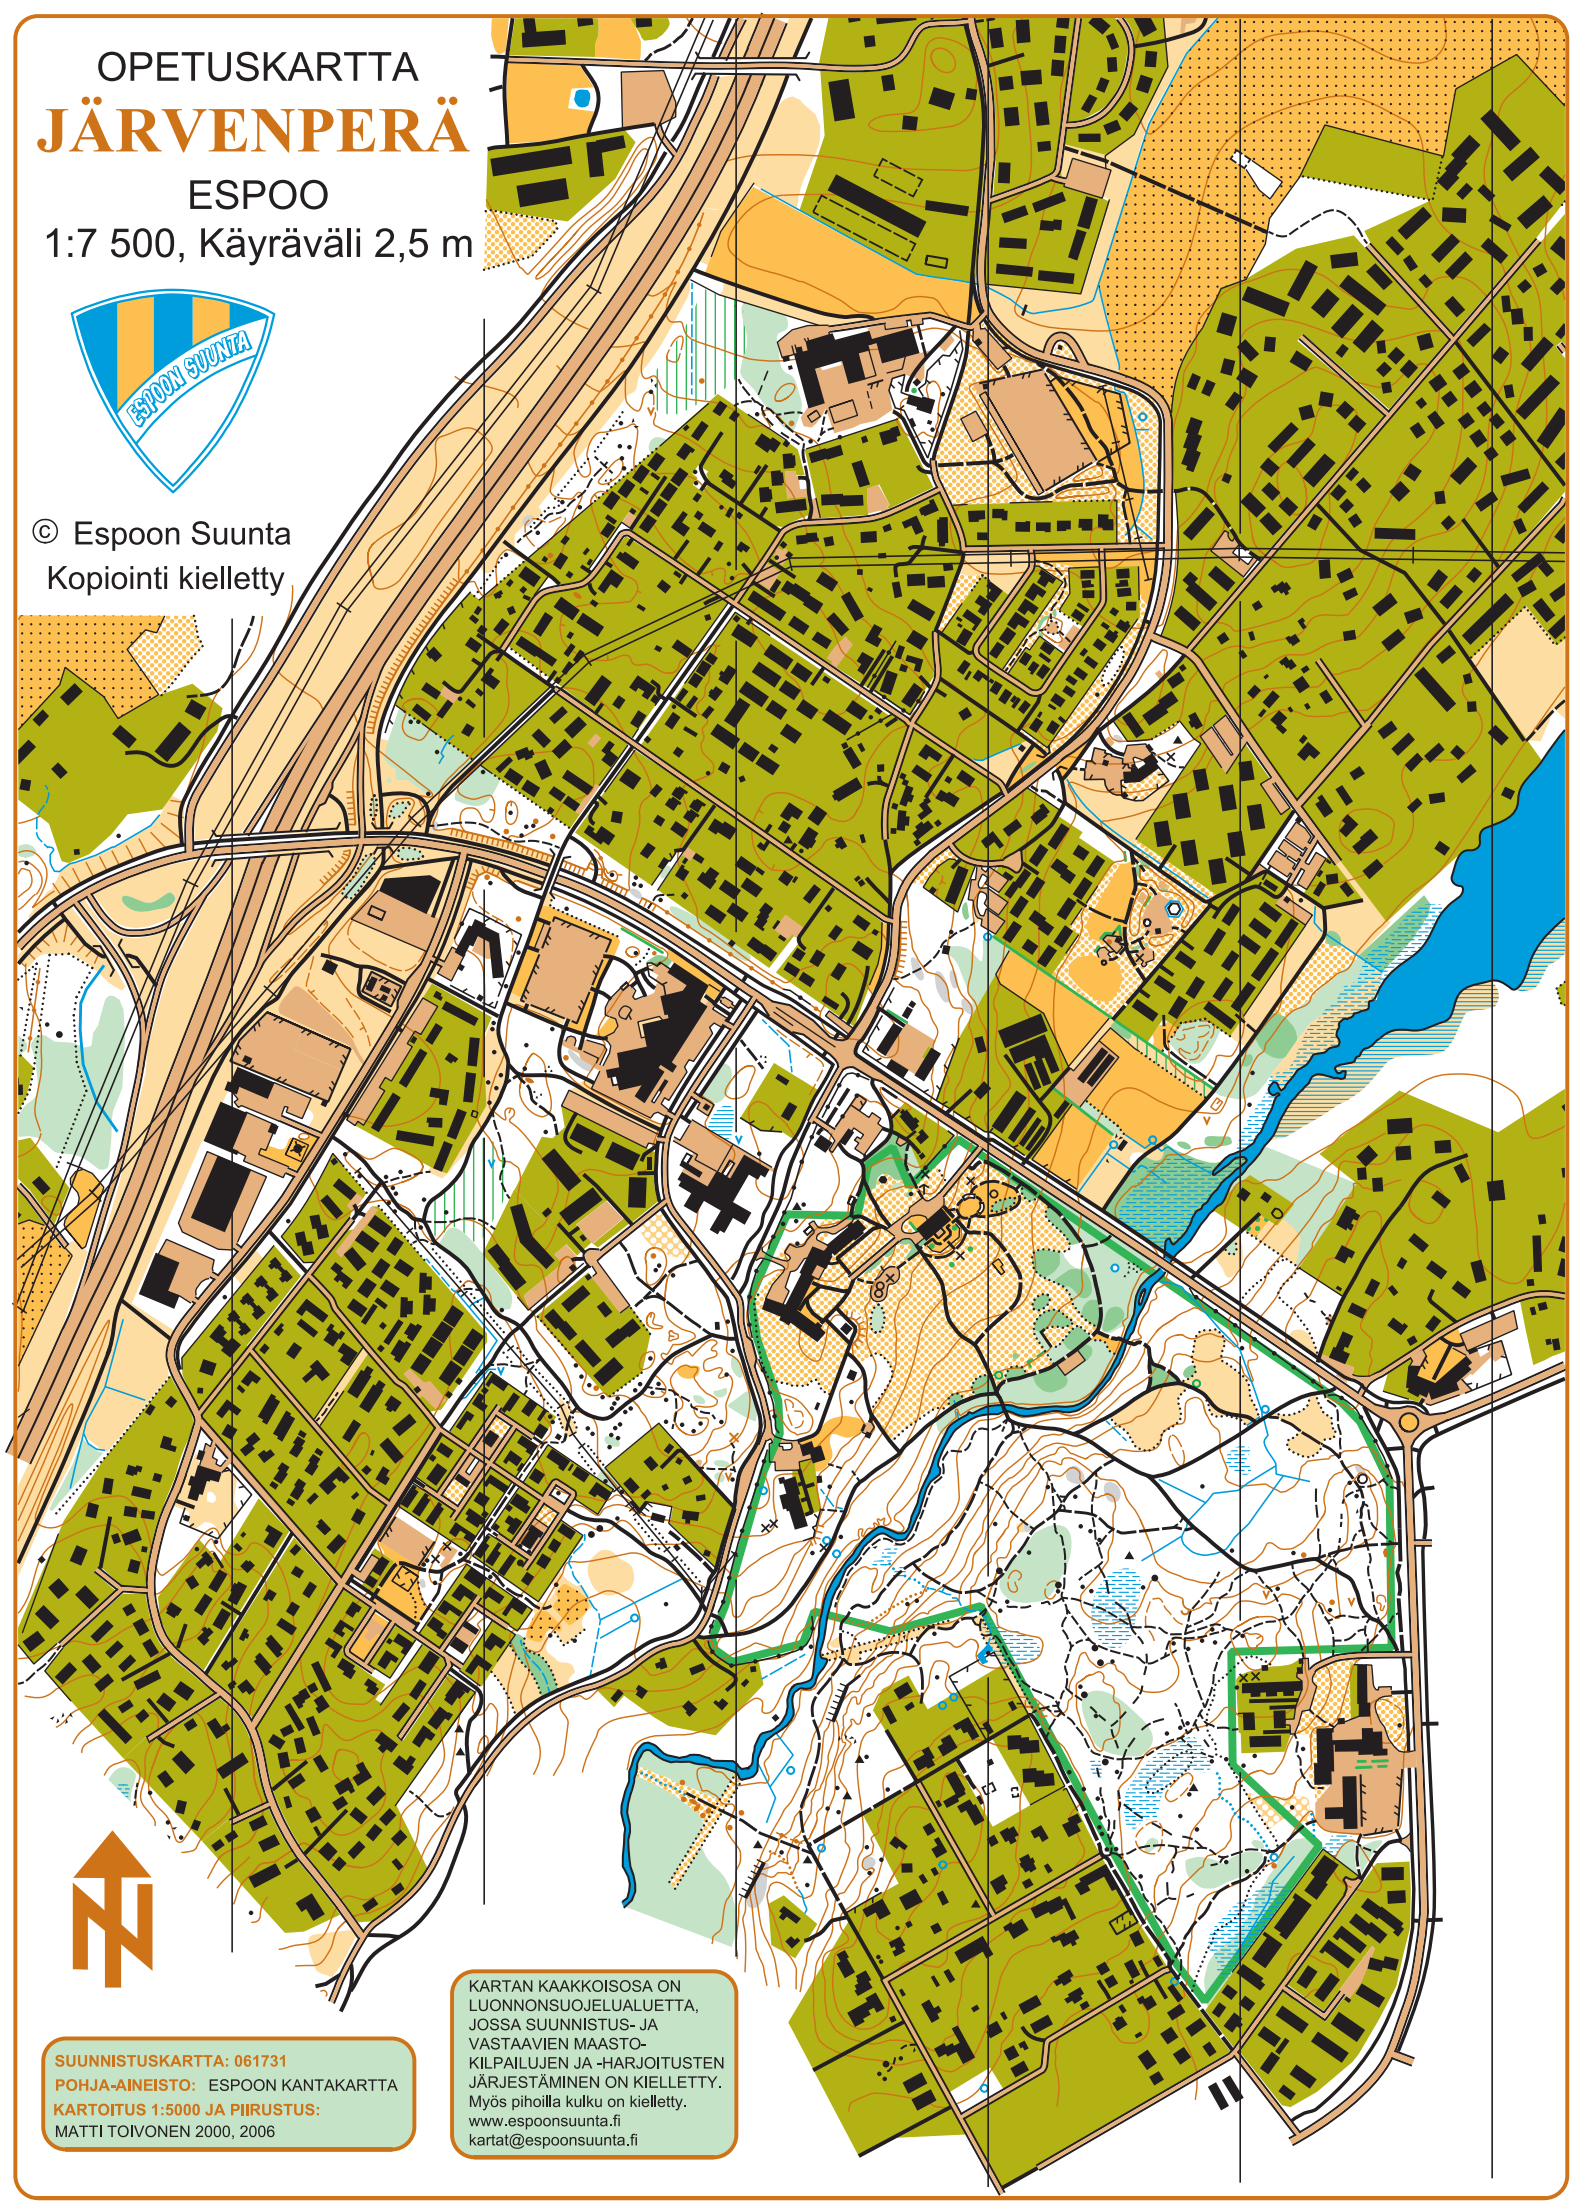 OPETUSKARTTA
JÄRVENPERÄ
ESPOO
1:7 500, Käyräväli 2,5 m
ESPOON SUUNTA
© Espoon Suunta
Kopiointi kielletty
N
SUUNNISTUSKARTTA: 061731
POHJA-AINEISTO: ESPOON KANTAKARTTA
KARTOITUS 1:5000 JA PIIRUSTUS:
MATTI TOIVONEN 2000, 2006
KARTAN KAAKKOISOSA ON
LUONNONSUOJELUALUETTA,
JOSSA SUUNNISTUS- JA
VASTAAVIEN MAASTO-
KILPAILUJEN JA -HARJOITUSTEN
JÄRJESTÄMINEN ON KIELLETTY.
Myös pihoilla kulku on kielletty.
www.espoonsuunta.fi
kartat@espoonsuunta.fi